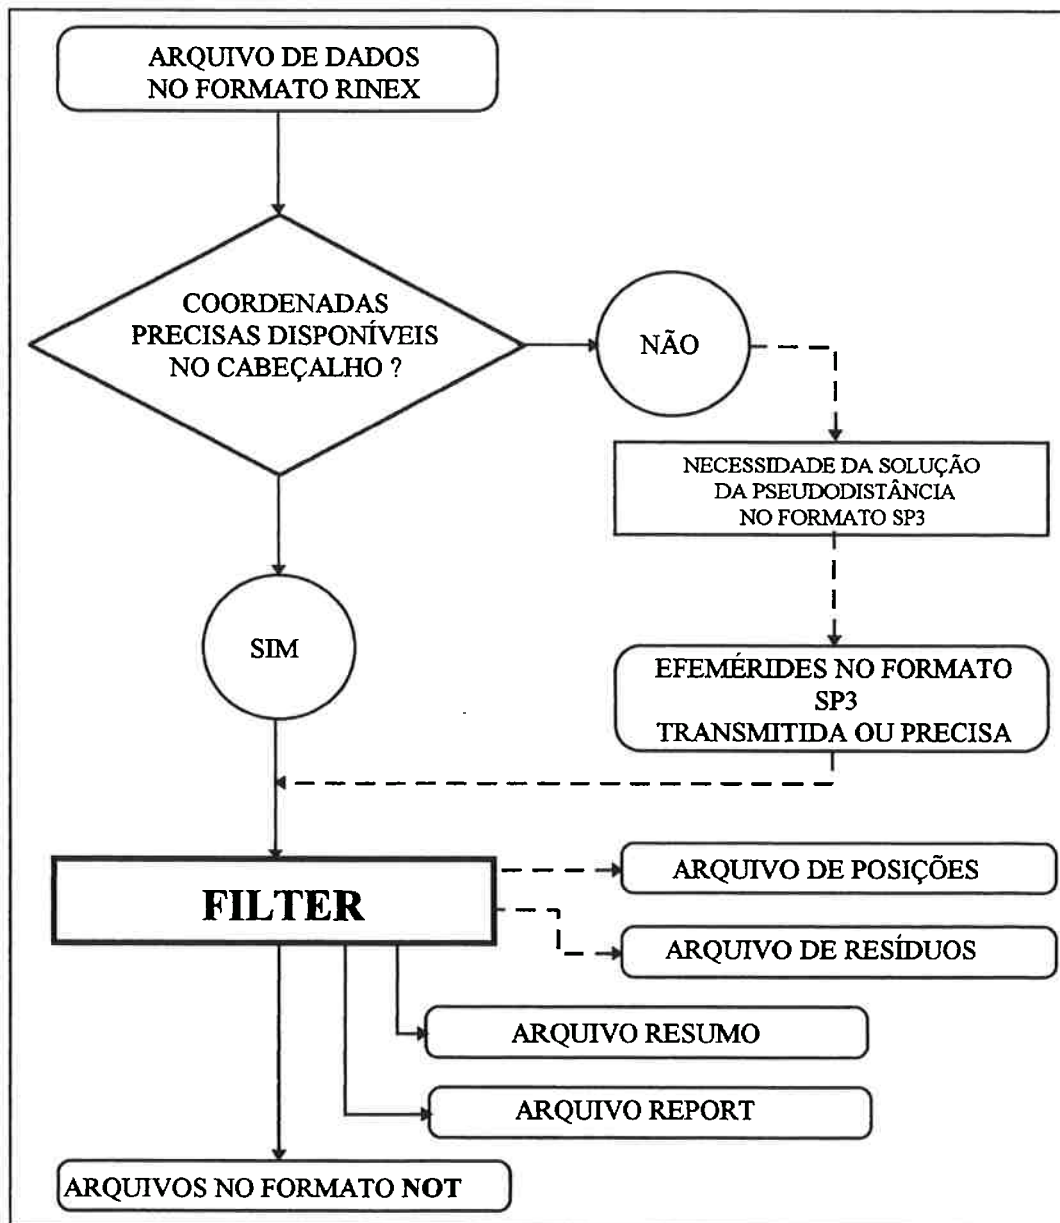 ARQUIVO DE DADOS
NO FORMATO RINEX
COORDENADAS
PRECISAS DISPONÍVEIS
NO CABEÇALHO ?
NÃO
NECESSIDADE DA SOLUÇÃO
DA PSEUDODISTÂNCIA
NO FORMATO SP3
SIM
EFEMÉRIDES NO FORMATO
SP3
TRANSMITIDA OU PRECISA
FILTER
ARQUIVO DE POSIÇÕES
ARQUIVO DE RESÍDUOS
ARQUIVO RESUMO
ARQUIVO REPORT
ARQUIVOS NO FORMATO NOT